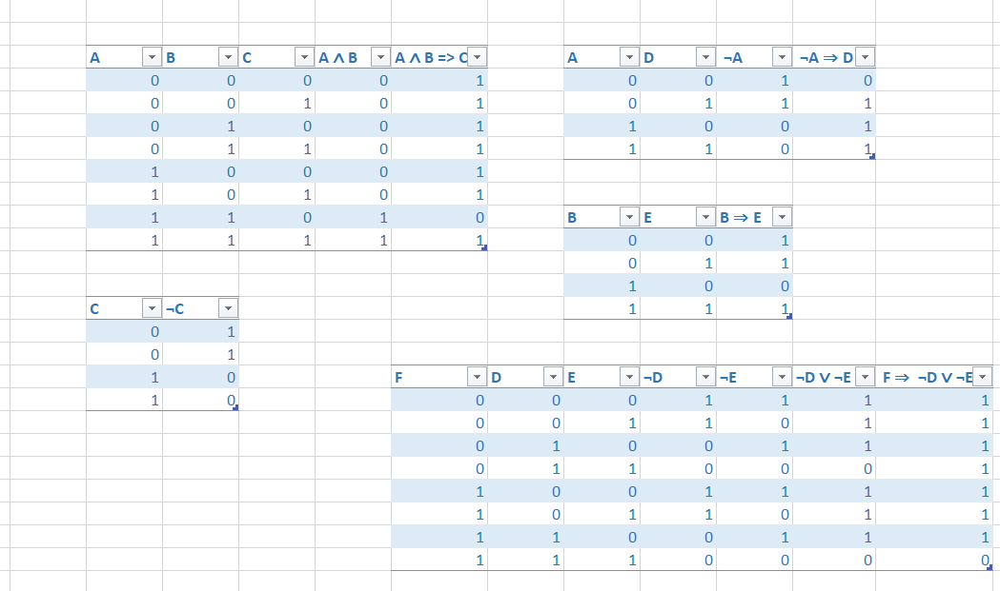 A B C A ∧ B A ∧ B => C
0 0 0 0 1
0 0 1 0 1
0 1 0 0 1
0 1 1 0 1
1 0 0 0 1
1 0 1 0 1
1 1 0 1 0
1 1 1 1 1
A D ¬A ¬A ⇒ D
0 0 1 0
0 1 1 1
1 0 0 1
1 1 0 1
B E B ⇒ E
0 0 1
0 1 1
1 0 0
1 1 1
C ¬C
0 1
0 1
1 0
1 0
F D E ¬D ¬E ¬D ∨ ¬E F ⇒ ¬D ∨ ¬E
0 0 0 1 1 1 1
0 0 1 1 0 1 1
0 1 0 0 1 1 1
0 1 1 0 0 0 1
1 0 0 1 1 1 1
1 0 1 1 0 1 1
1 1 0 0 1 1 1
1 1 1 0 0 0 0